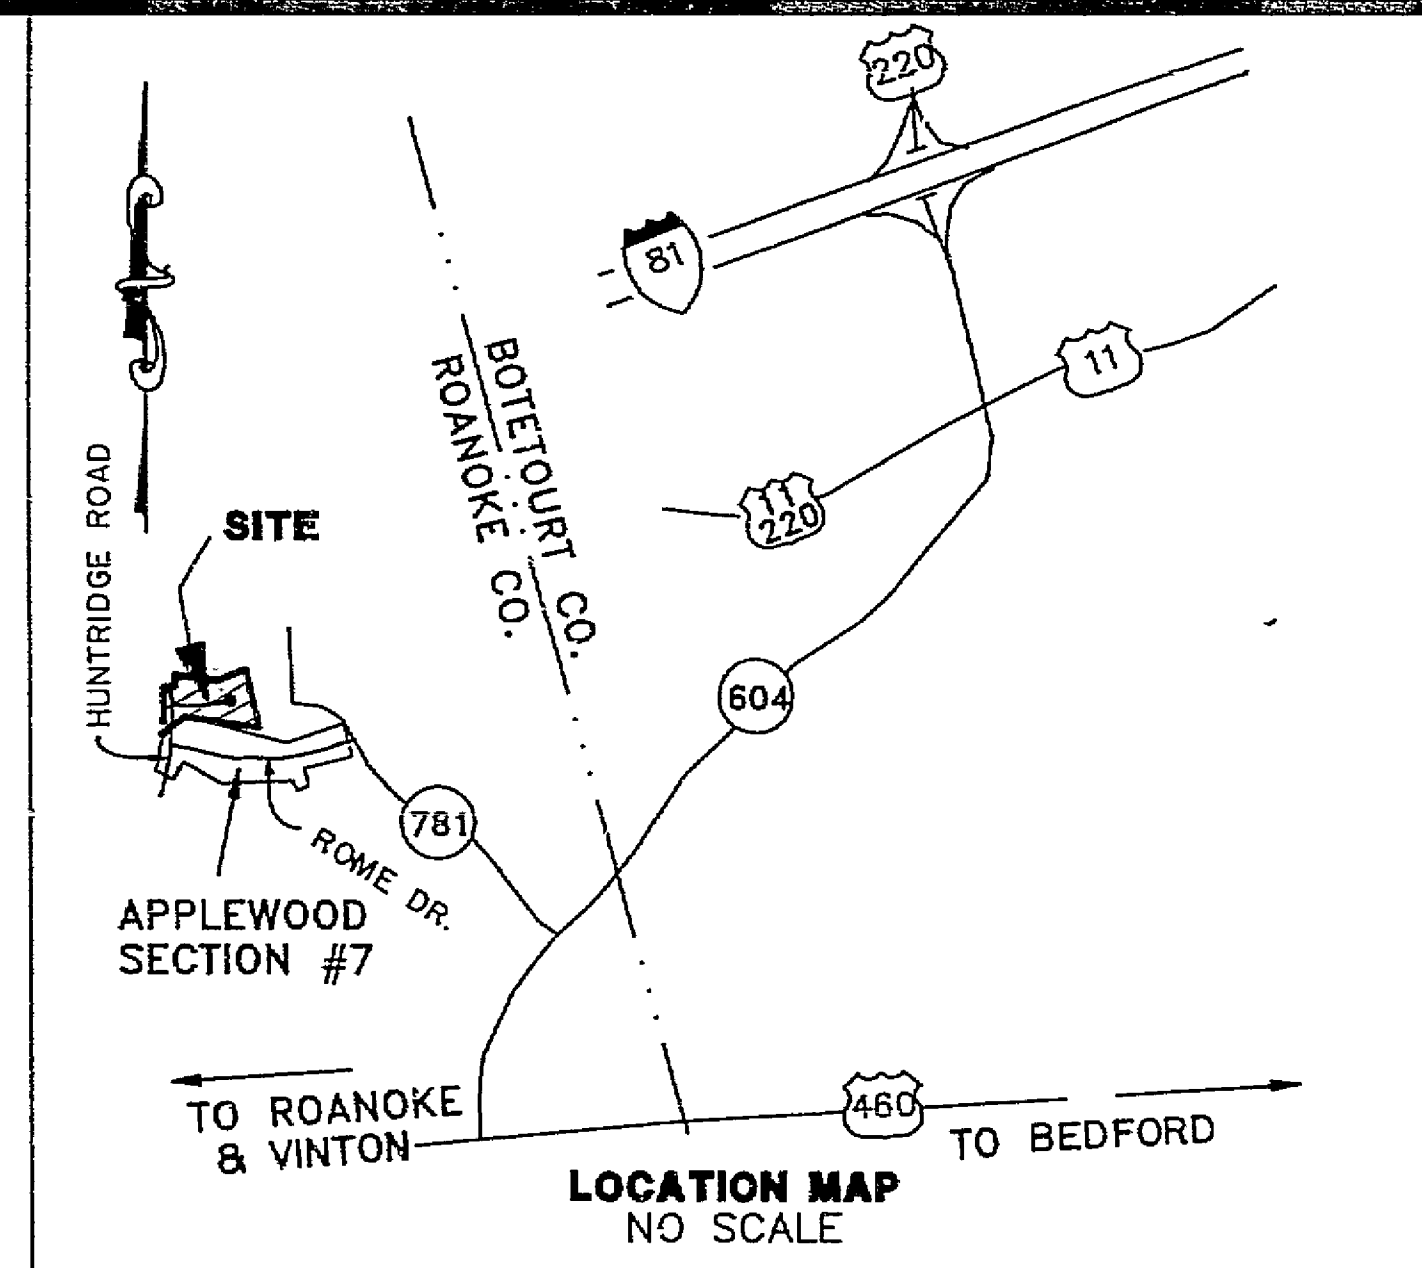 220
81
11
BOTETOURT CO.
ROANOKE CO.
11
220
HUNTRIDGE ROAD
SITE
604
781
ROME DR.
APPLEWOOD
SECTION #7
TO ROANOKE
& VINTON
460
TO BEDFORD
LOCATION MAP
NO SCALE